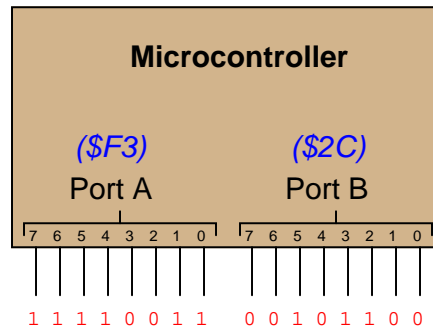 Microcontroller
($F3) ($2C)
Port A Port B
7 6 5 4 3 2 1 0 7 6 5 4 3 2 1 0
1 1 1 1 0 0 1 1 0 0 1 0 1 1 0 0